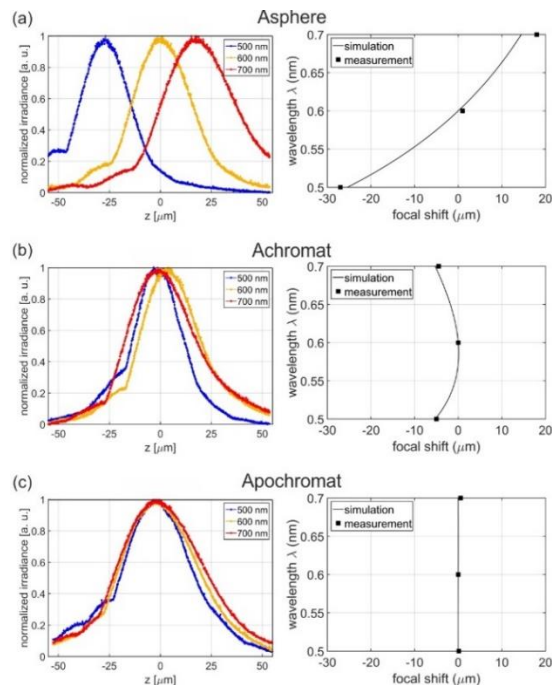 (a) Asphere
normalized irradiance [a. u.]
1
0.8
0.6
0.4
0.2
0
-50 -25 0 25 50
z [μm]
500 nm
600 nm
700 nm
wavelength λ (nm)
0.7
0.65
0.6
0.55
0.5
-30 -20 -10 0 10 20
focal shift (μm)
simulation
measurement
(b) Achromat
normalized irradiance [a. u.]
1
0.8
0.6
0.4
0.2
0
-50 -25 0 25 50
z [μm]
500 nm
600 nm
700 nm
wavelength λ (nm)
0.7
0.65
0.6
0.55
0.5
-30 -20 -10 0 10 20
focal shift (μm)
simulation
measurement
(c) Apochromat
normalized irradiance [a. u.]
1
0.8
0.6
0.4
0.2
0
-50 -25 0 25 50
z [μm]
500 nm
600 nm
700 nm
wavelength λ (nm)
0.7
0.65
0.6
0.55
0.5
-30 -20 -10 0 10 20
focal shift (μm)
simulation
measurement